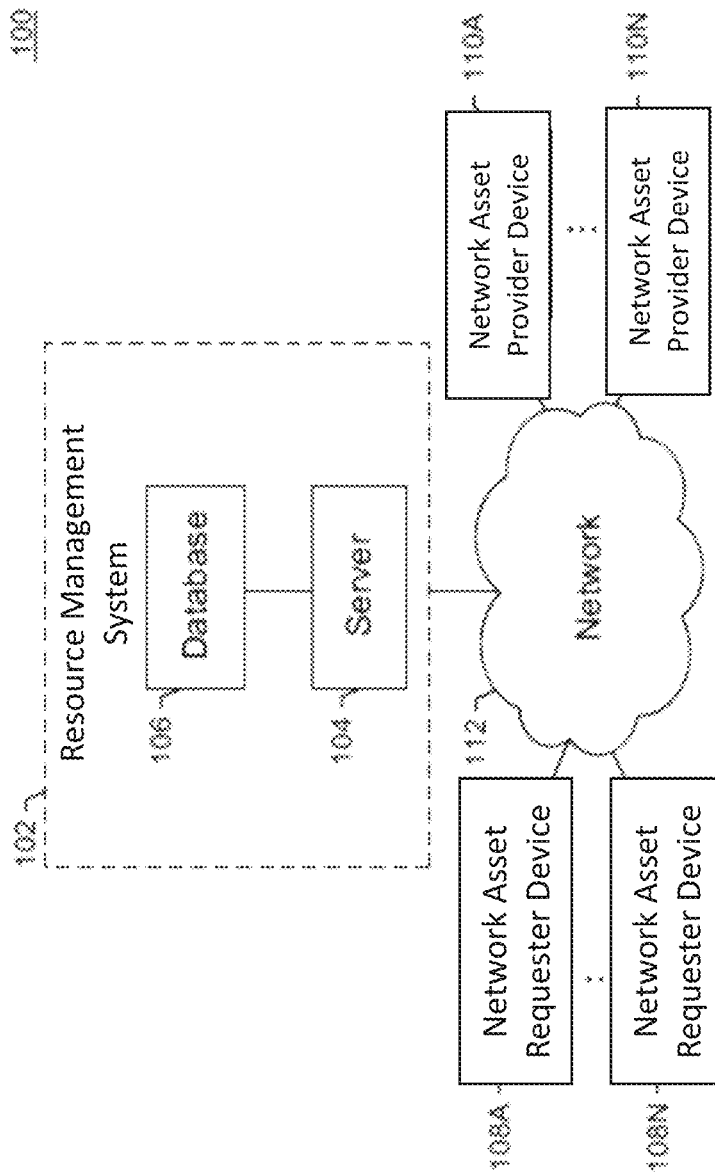 100
102
Resource Management
System
106
Database
104
Server
112
Network
108A
Network Asset
Requester Device
108N
Network Asset
Requester Device
110A
Network Asset
Provider Device
110N
Network Asset
Provider Device